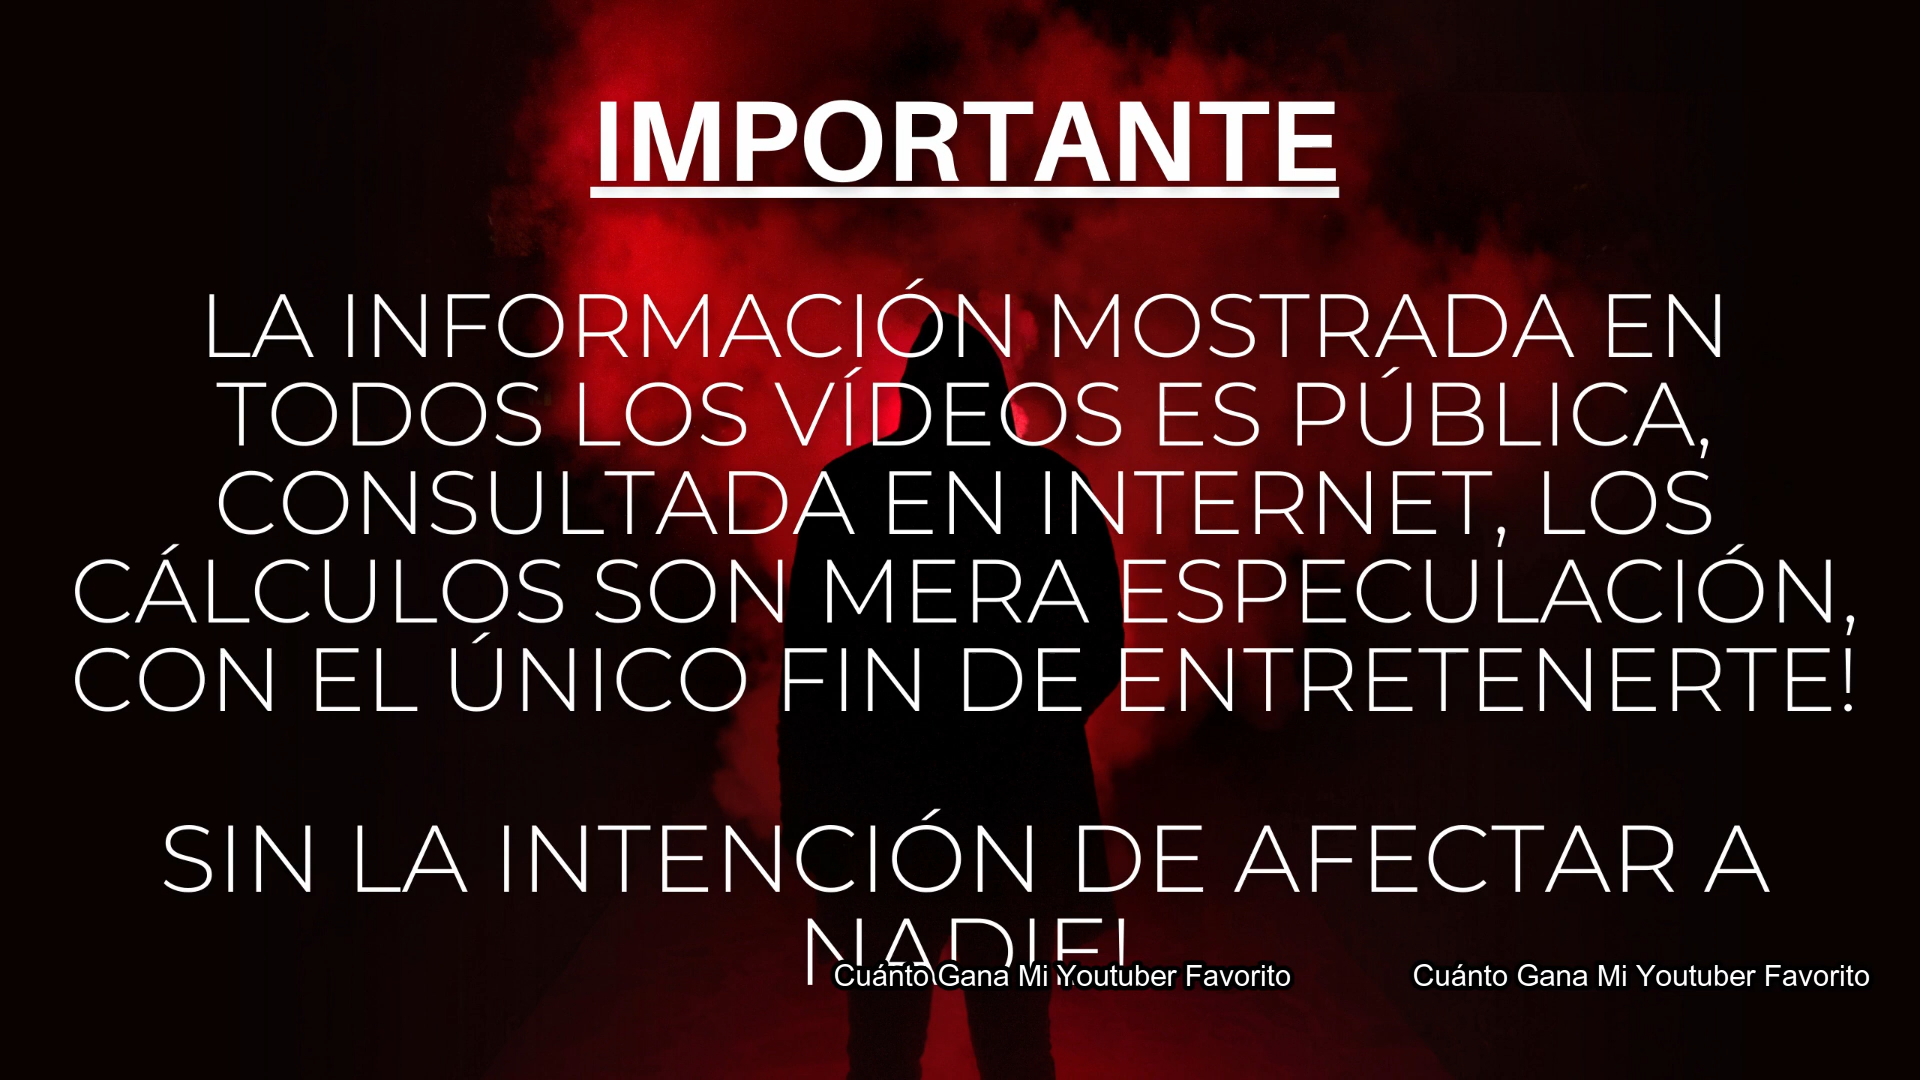 IMPORTANTE
LA INFORMACIÓN MOSTRADA EN
TODOS LOS VÍDEOS ES PÚBLICA,
CONSULTADA EN INTERNET, LOS
CÁLCULOS SON MERA ESPECULACIÓN,
CON EL ÚNICO FIN DE ENTRETENERTE!
SIN LA INTENCIÓN DE AFECTAR A
NADIE!
Cuánto Gana Mi Youtuber Favorito
Cuánto Gana Mi Youtuber Favorito